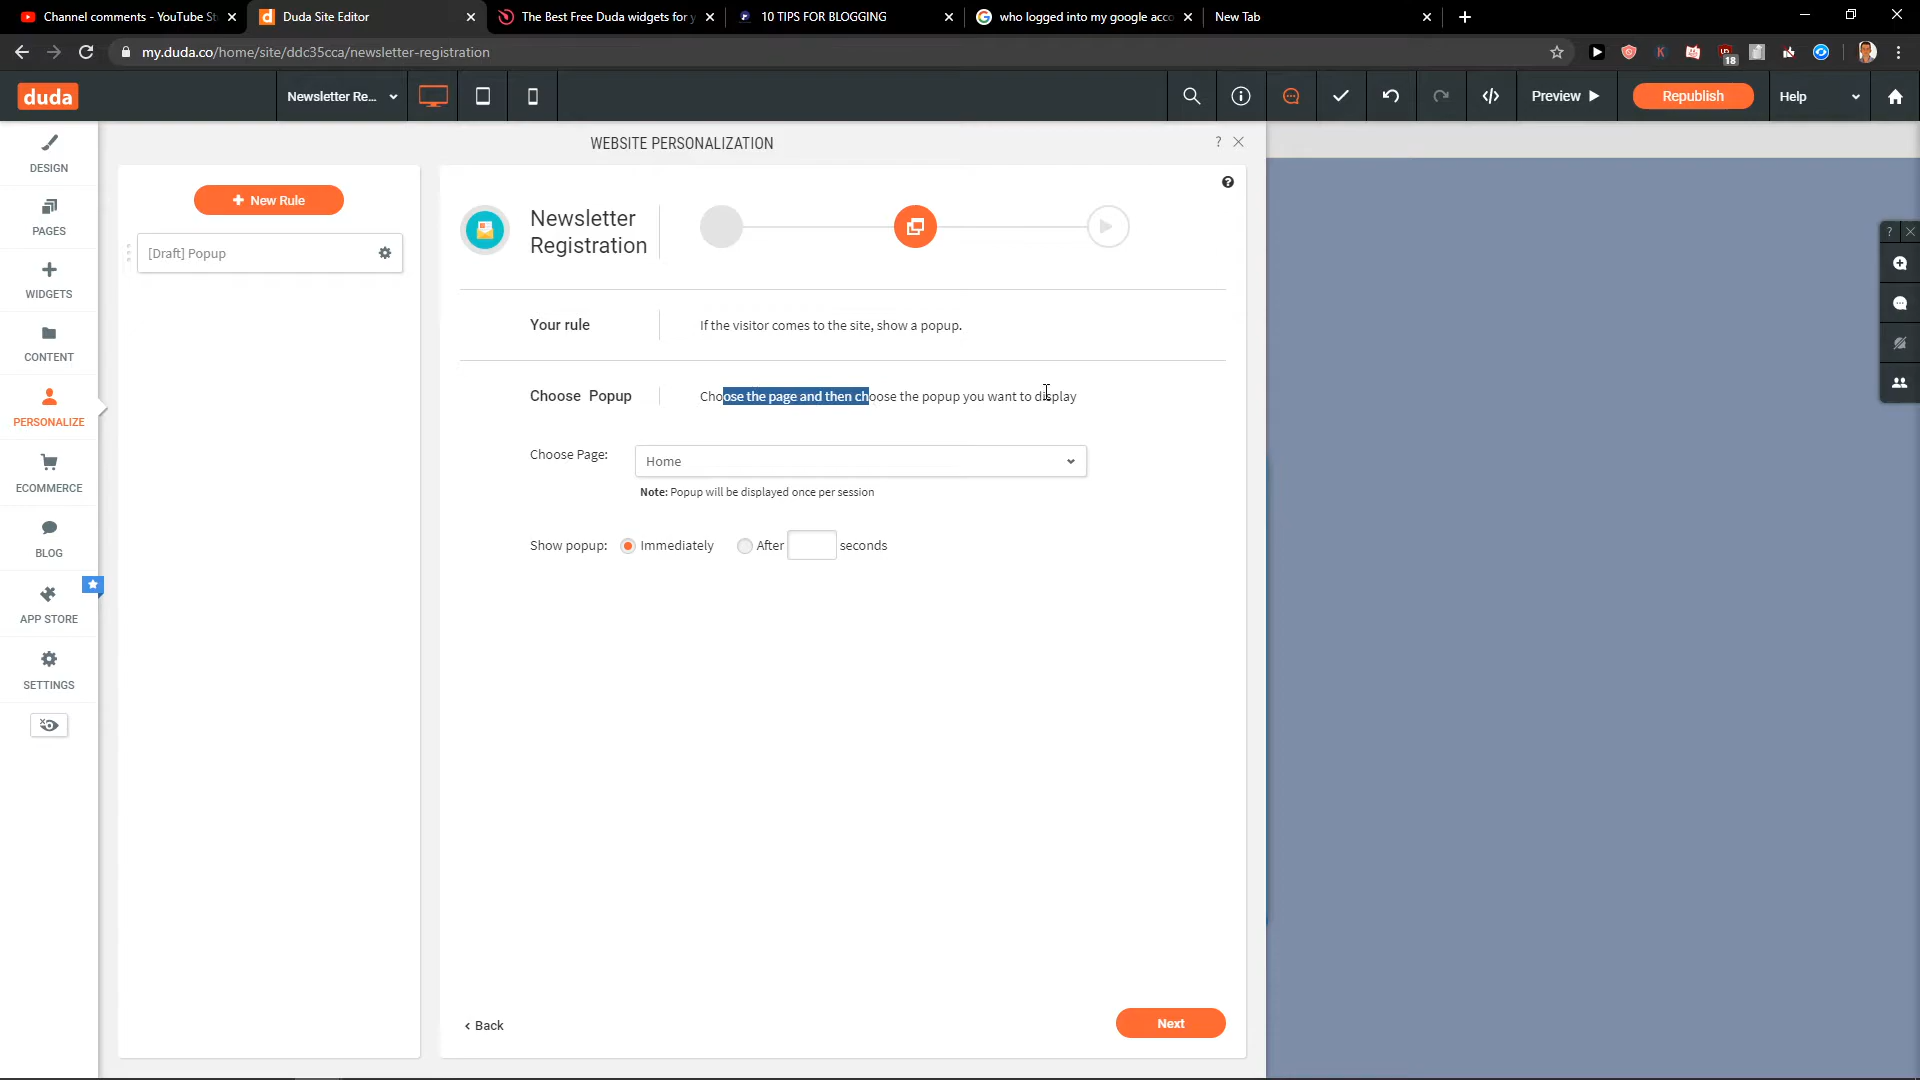 Channel comments - YouTube St
Duda Site Editor
The Best Free Duda widgets for y
10 TIPS FOR BLOGGING
who logged into my google acco
New Tab
my.duda.co/home/site/ddc35cca/newsletter-registration
18
duda
Newsletter Re...
Preview
Republish
Help
DESIGN
PAGES
WIDGETS
CONTENT
PERSONALIZE
ECOMMERCE
BLOG
APP STORE
SETTINGS
WEBSITE PERSONALIZATION
?
New Rule
[Draft] Popup
Newsletter
Registration
Your rule
If the visitor comes to the site, show a popup.
Choose Popup
Choose the page and then choose the popup you want to display
Choose Page:
Home
Note: Popup will be displayed once per session
Show popup:
Immediately
After
seconds
Back
Next
?